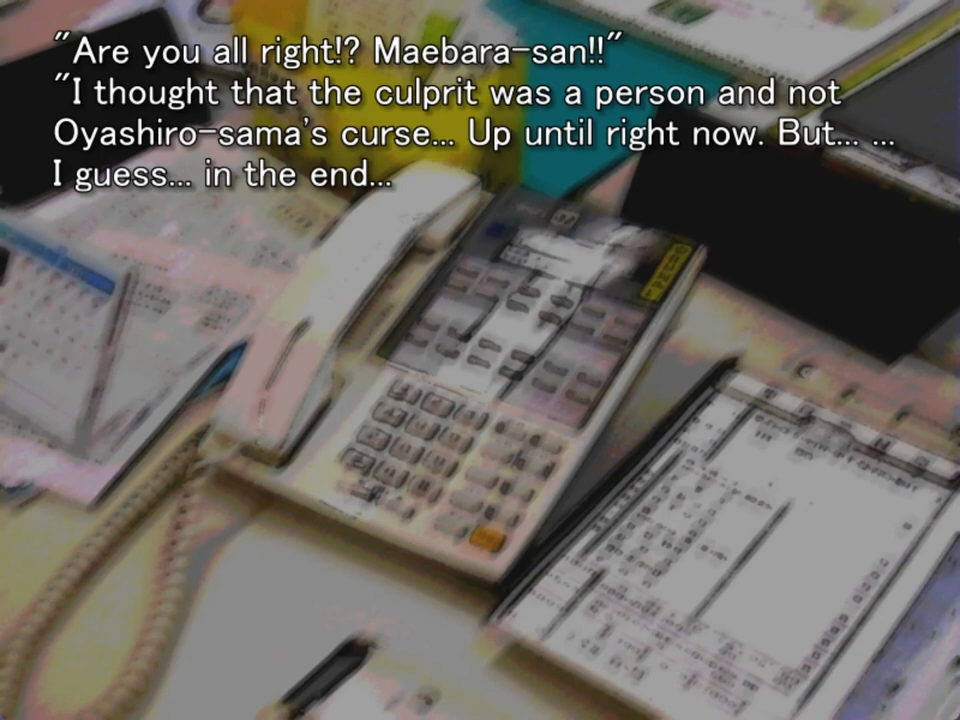 "Are you all right!? Maebara-san!!"
"I thought that the culprit was a person and not
Oyashiro-sama's curse... Up until right now. But... ...
I guess... in the end...